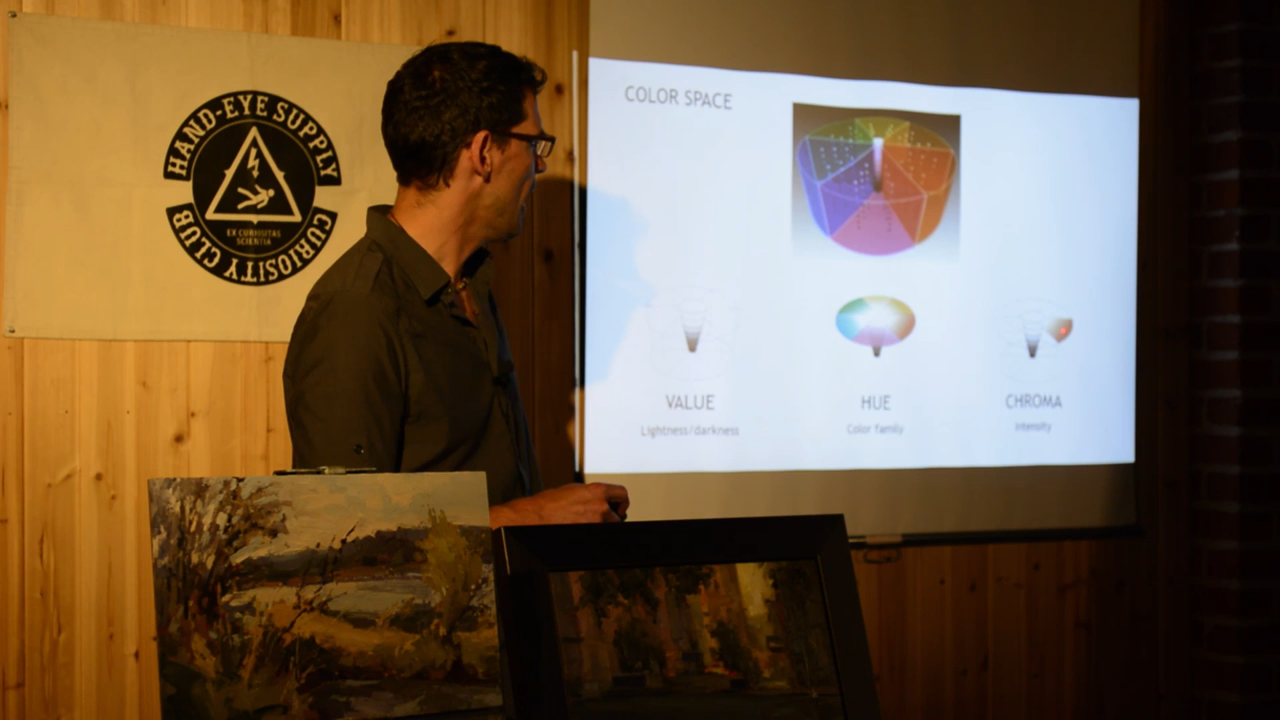 HAND-EYE SUPPLY
EX CURIOSITAS
SCIENTIA
CURIOSITY CLUB
COLOR SPACE
VALUE
Lightness/darkness
HUE
Color family
CHROMA
Intensity